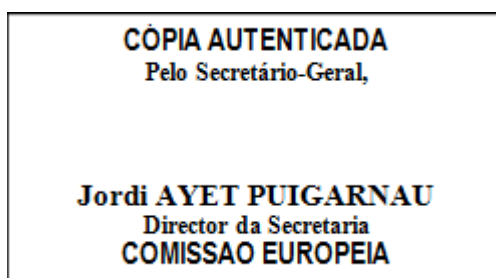 CÓPIA AUTENTICADA
Pelo Secretário-Geral,
Jordi AYET PUIGARNAU
Director da Secretaria
COMISSAO EUROPEIA